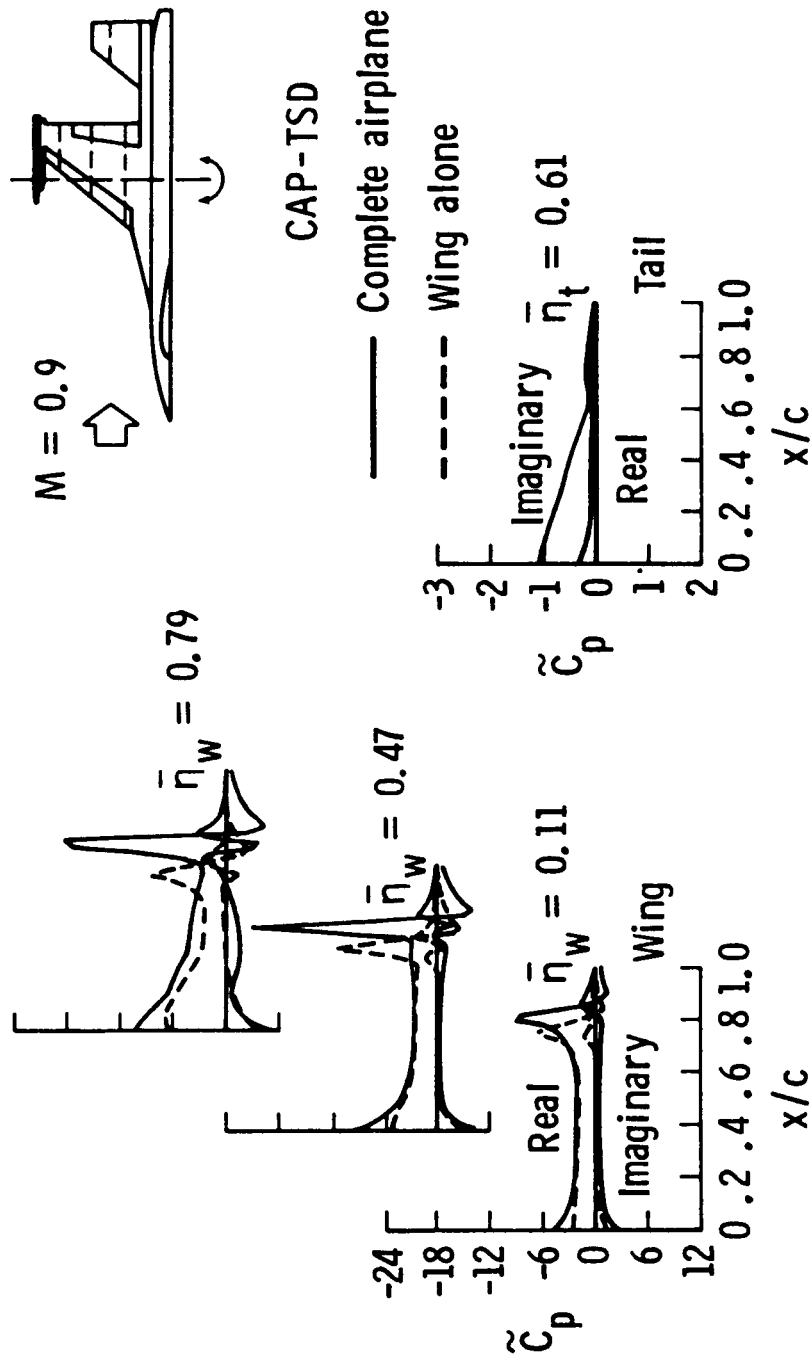 M = 0.9
CAP-TSD
Complete airplane
Wing alone
η̄w = 0.79
η̄w = 0.47
η̄w = 0.11
Real
Imaginary
Wing
-24
-18
-12
-6
0
6
12
C̃p
0 .2 .4 .6 .8 1.0
x/c
η̄t = 0.61
Imaginary
Real
Tail
-3
-2
-1
0
1
2
C̃p
0 .2 .4 .6 .8 1.0
x/c